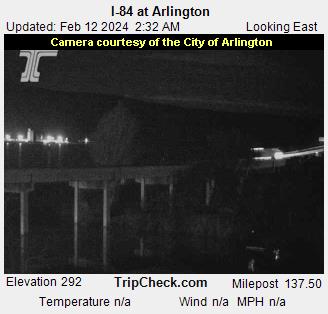 I-84 at Arlington
Updated: Feb 12 2024 2:32 AM Looking East
Camera courtesy of the City of Arlington
Elevation 292 TripCheck.com Milepost 137.50
Temperature n/a Wind n/a MPH n/a